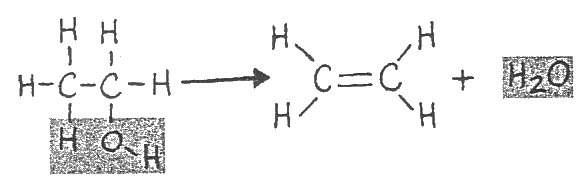 H H H H
H-C-C-H → C=C + H₂O
H O-H H H